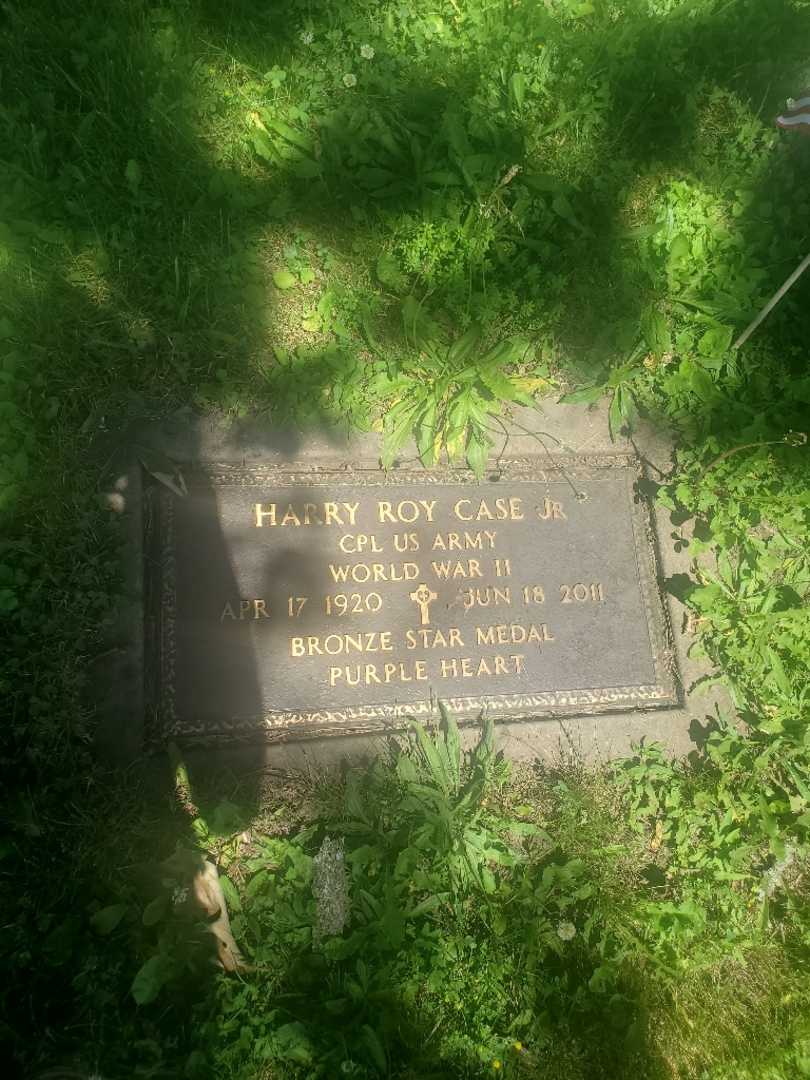 HARRY ROY CASE JR
CPL US ARMY
WORLD WAR II
APR 17 1920 JUN 18 2011
BRONZE STAR MEDAL
PURPLE HEART